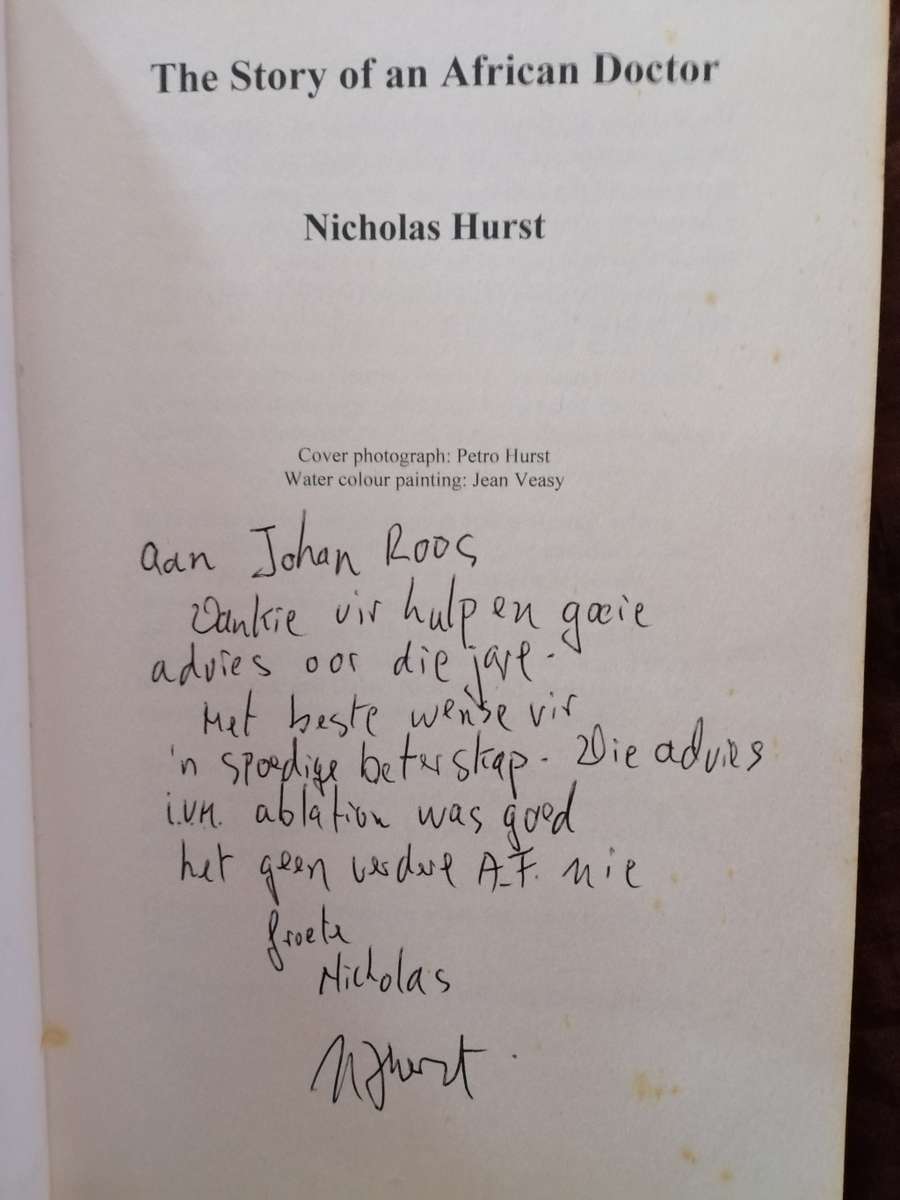 The Story of an African Doctor
Nicholas Hurst
Cover photograph: Petro Hurst
Water colour painting: Jean Veasy
aan Johan Roos
Dankie vir hulp en goeie
advies oor die jare.
Met beste wense vir
'n spoedige beterskap. Die advies
i.v.m. ablation was goed
het geen verdere A.F. nie
Groete
Nicholas
NJHurst